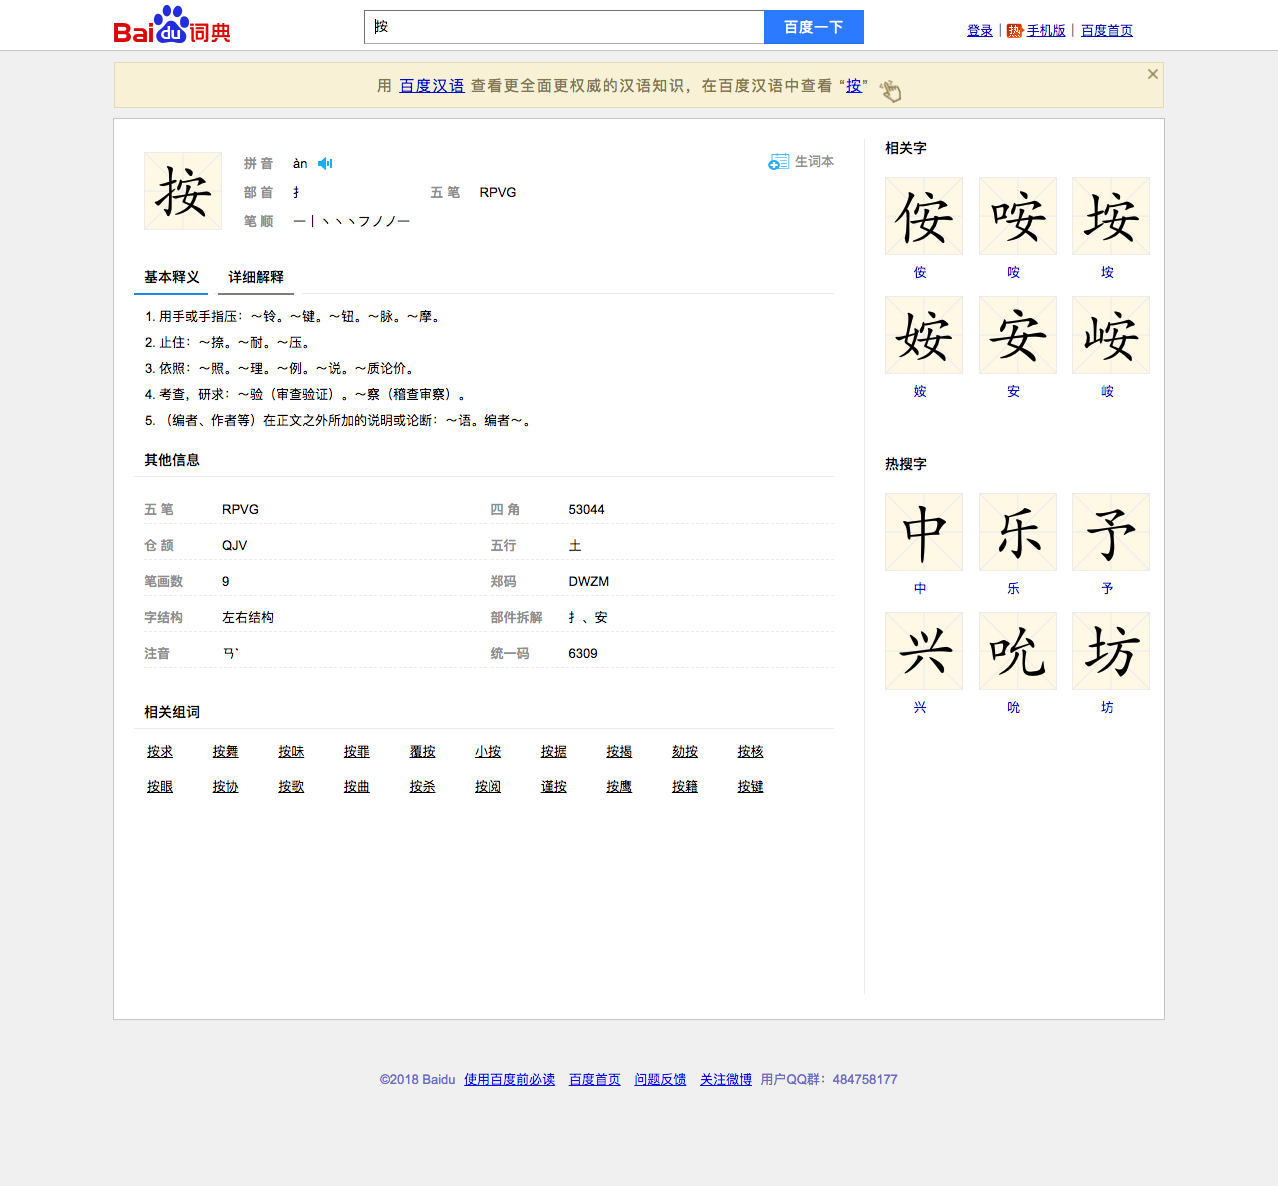 Baidu词典
按
百度一下
登录 | 热 手机版 | 百度首页
用 百度汉语 查看更全面更权威的汉语知识，在百度汉语中查看 “按”
按
拼 音 àn
生词本
部 首 扌 五 笔 RPVG
笔 顺 一丨丶丶丶フノノ一
基本释义 详细解释
1. 用手或手指压：～铃。～键。～钮。～脉。～摩。
2. 止住：～捺。～耐。～压。
3. 依照：～照。～理。～例。～说。～质论价。
4. 考查，研求：～验（审查验证）。～察（稽查审察）。
5. （编者、作者等）在正文之外所加的说明或论断：～语。编者～。
其他信息
五 笔 RPVG 四 角 53044
仓 颉 QJV 五行 土
笔画数 9 郑码 DWZM
字结构 左右结构 部件拆解 扌、安
注音 ㄢˋ 统一码 6309
相关组词
按求 按舞 按呩 按罪 覆按 小按 按据 按揭 劾按 按核
按眼 按协 按歌 按曲 按杀 按阅 谨按 按鹰 按籍 按键
相关字
侒 咹 垵
侒 咹 垵
姲 安 峖
姲 安 峖
热搜字
中 乐 予
中 乐 予
兴 吮 坊
兴 吮 坊
©2018 Baidu 使用百度前必读 百度首页 问题反馈 关注微博 用户QQ群：484758177